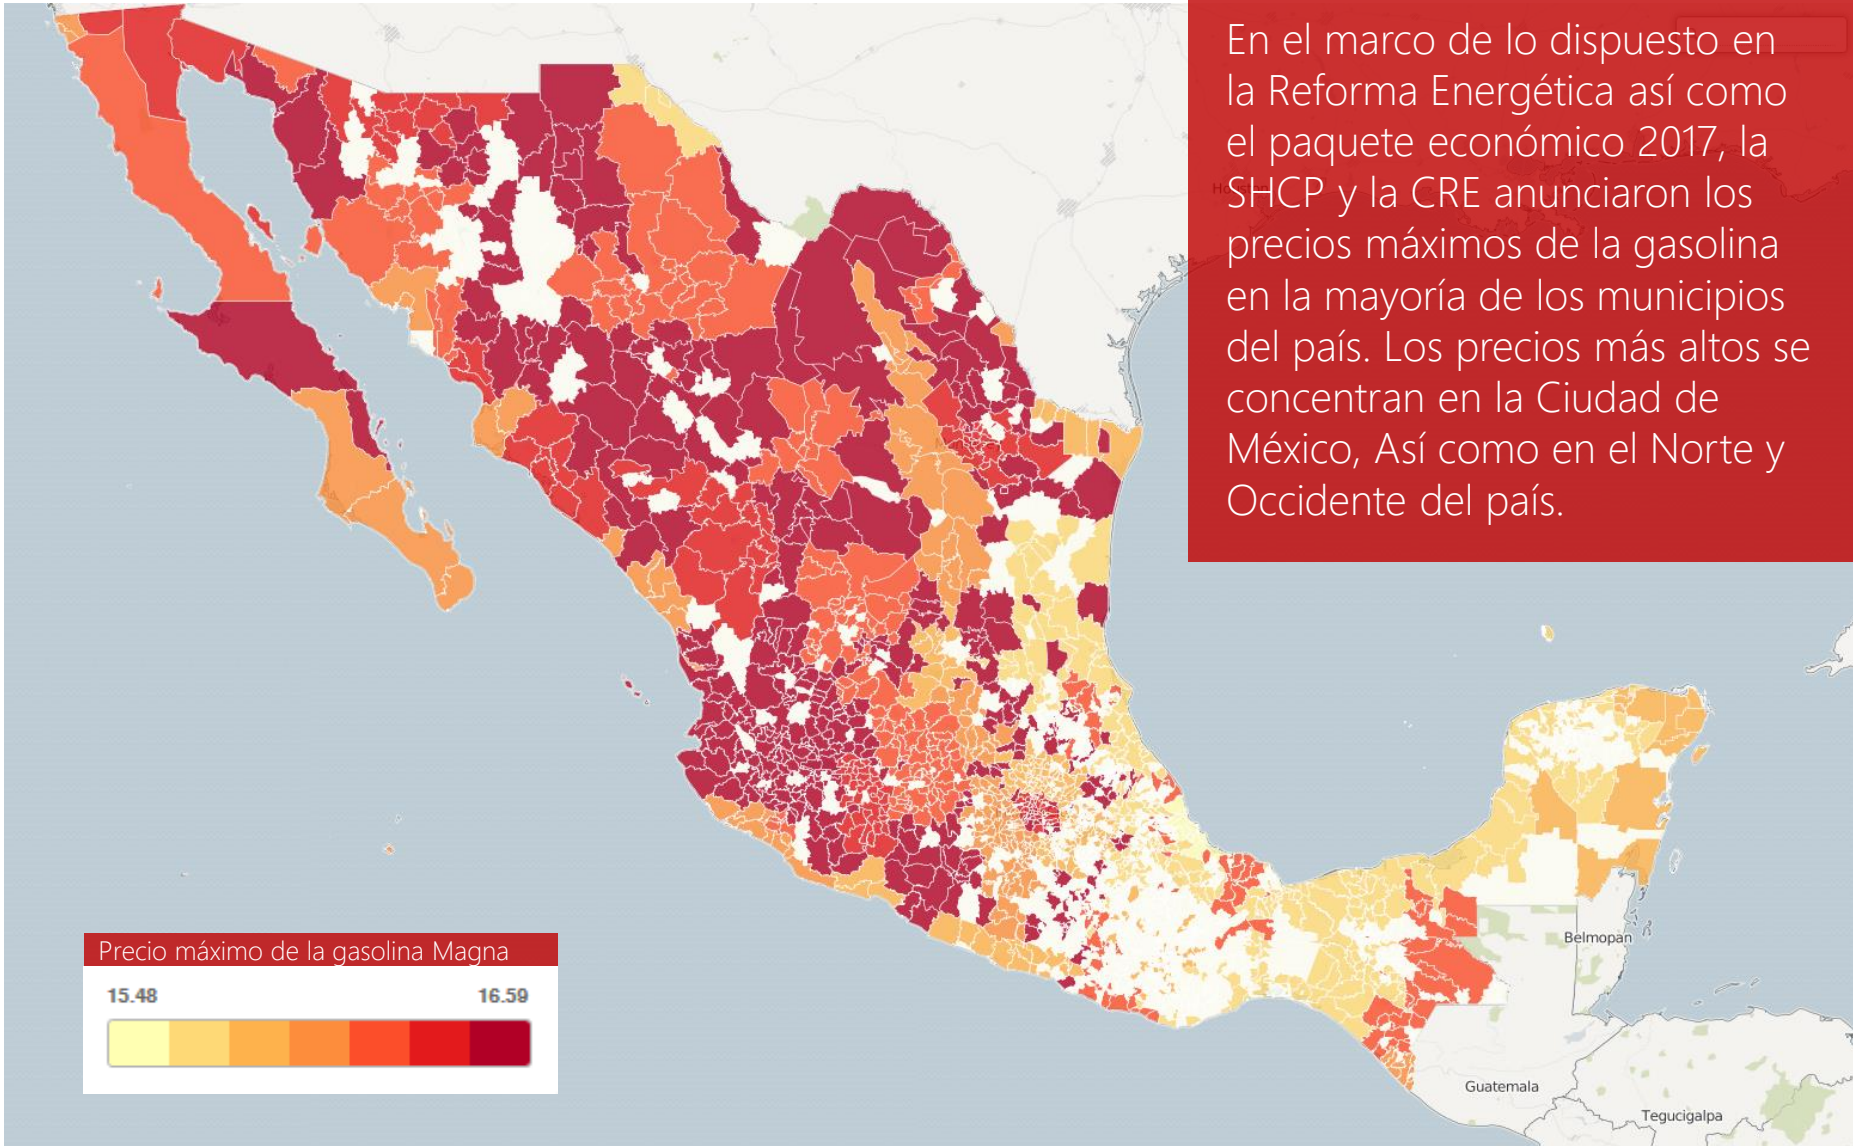 En el marco de lo dispuesto en
la Reforma Energética así como
el paquete económico 2017, la
SHCP y la CRE anunciaron los
precios máximos de la gasolina
en la mayoría de los municipios
del país. Los precios más altos se
concentran en la Ciudad de
México, Así como en el Norte y
Occidente del país.
Belmopan
Precio máximo de la gasolina Magna
15.48 16.59
Guatemala
Tegucigalpa